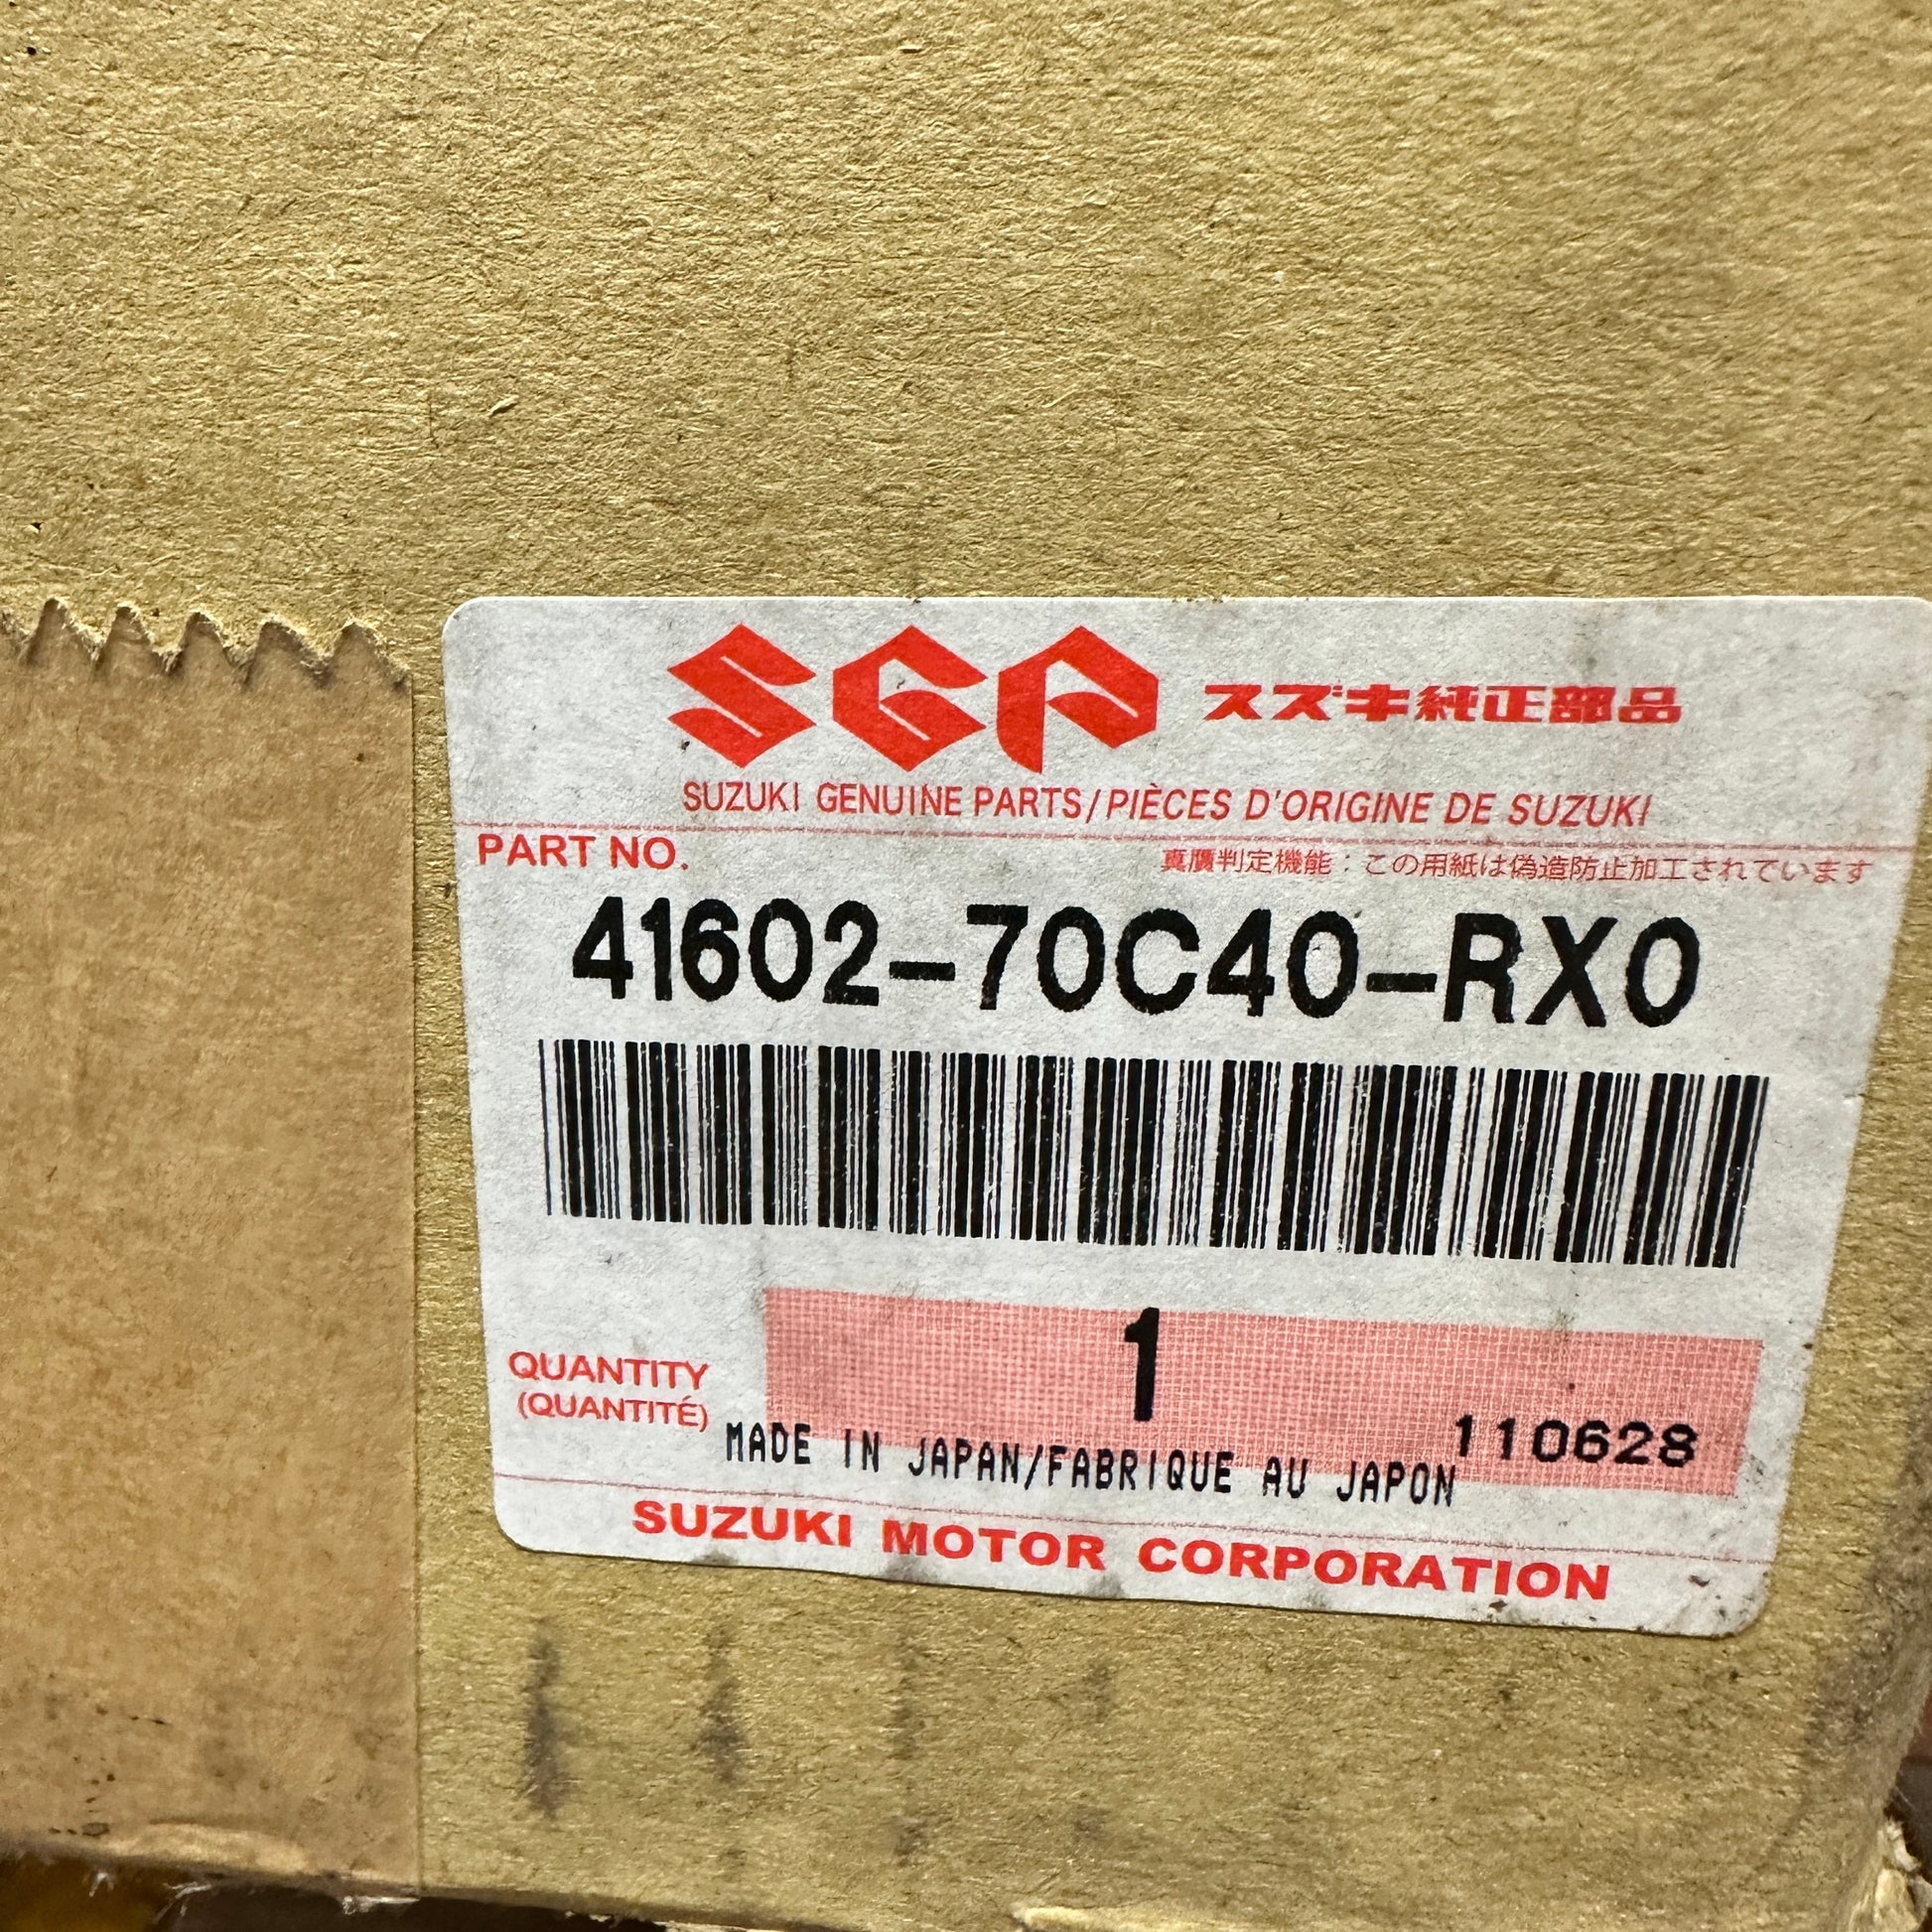 SGP スズキ純正部品
SUZUKI GENUINE PARTS/PIÈCES D'ORIGINE DE SUZUKI
PART NO.
真贋判定機能：この用紙は偽造防止加工されています
41602-70C40-RX0
1
QUANTITY
(QUANTITÉ)
110628
MADE IN JAPAN/FABRIQUE AU JAPON
SUZUKI MOTOR CORPORATION